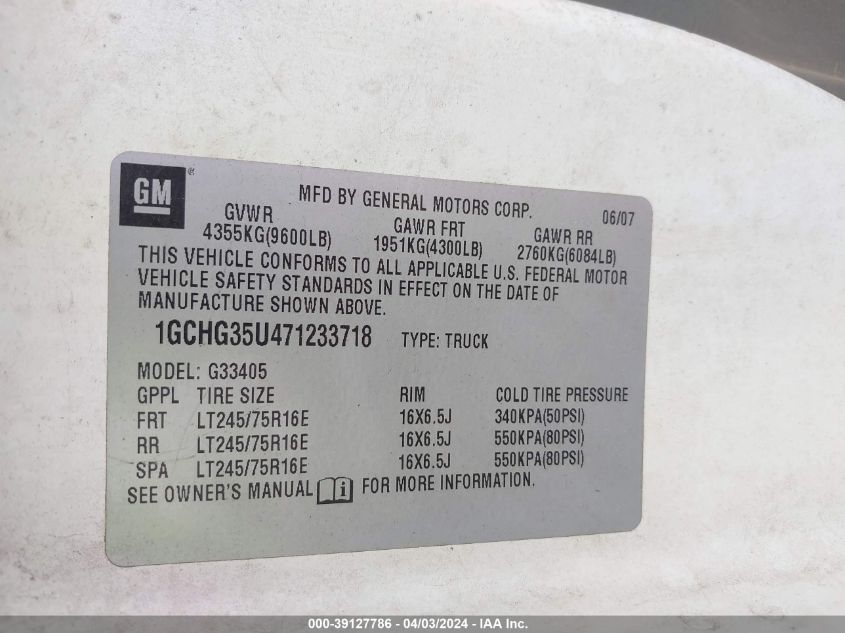 GM®
MFD BY GENERAL MOTORS CORP. 06/07
GVWR GAWR FRT GAWR RR
4355KG(9600LB) 1951KG(4300LB) 2760KG(6084LB)
THIS VEHICLE CONFORMS TO ALL APPLICABLE U.S. FEDERAL MOTOR
VEHICLE SAFETY STANDARDS IN EFFECT ON THE DATE OF
MANUFACTURE SHOWN ABOVE.
1GCHG35U471233718 TYPE: TRUCK
MODEL: G33405
GPPL TIRE SIZE RIM COLD TIRE PRESSURE
FRT LT245/75R16E 16X6.5J 340KPA(50PSI)
RR LT245/75R16E 16X6.5J 550KPA(80PSI)
SPA LT245/75R16E 16X6.5J 550KPA(80PSI)
SEE OWNER'S MANUAL i FOR MORE INFORMATION.
000-39127786 - 04/03/2024 - IAA Inc.